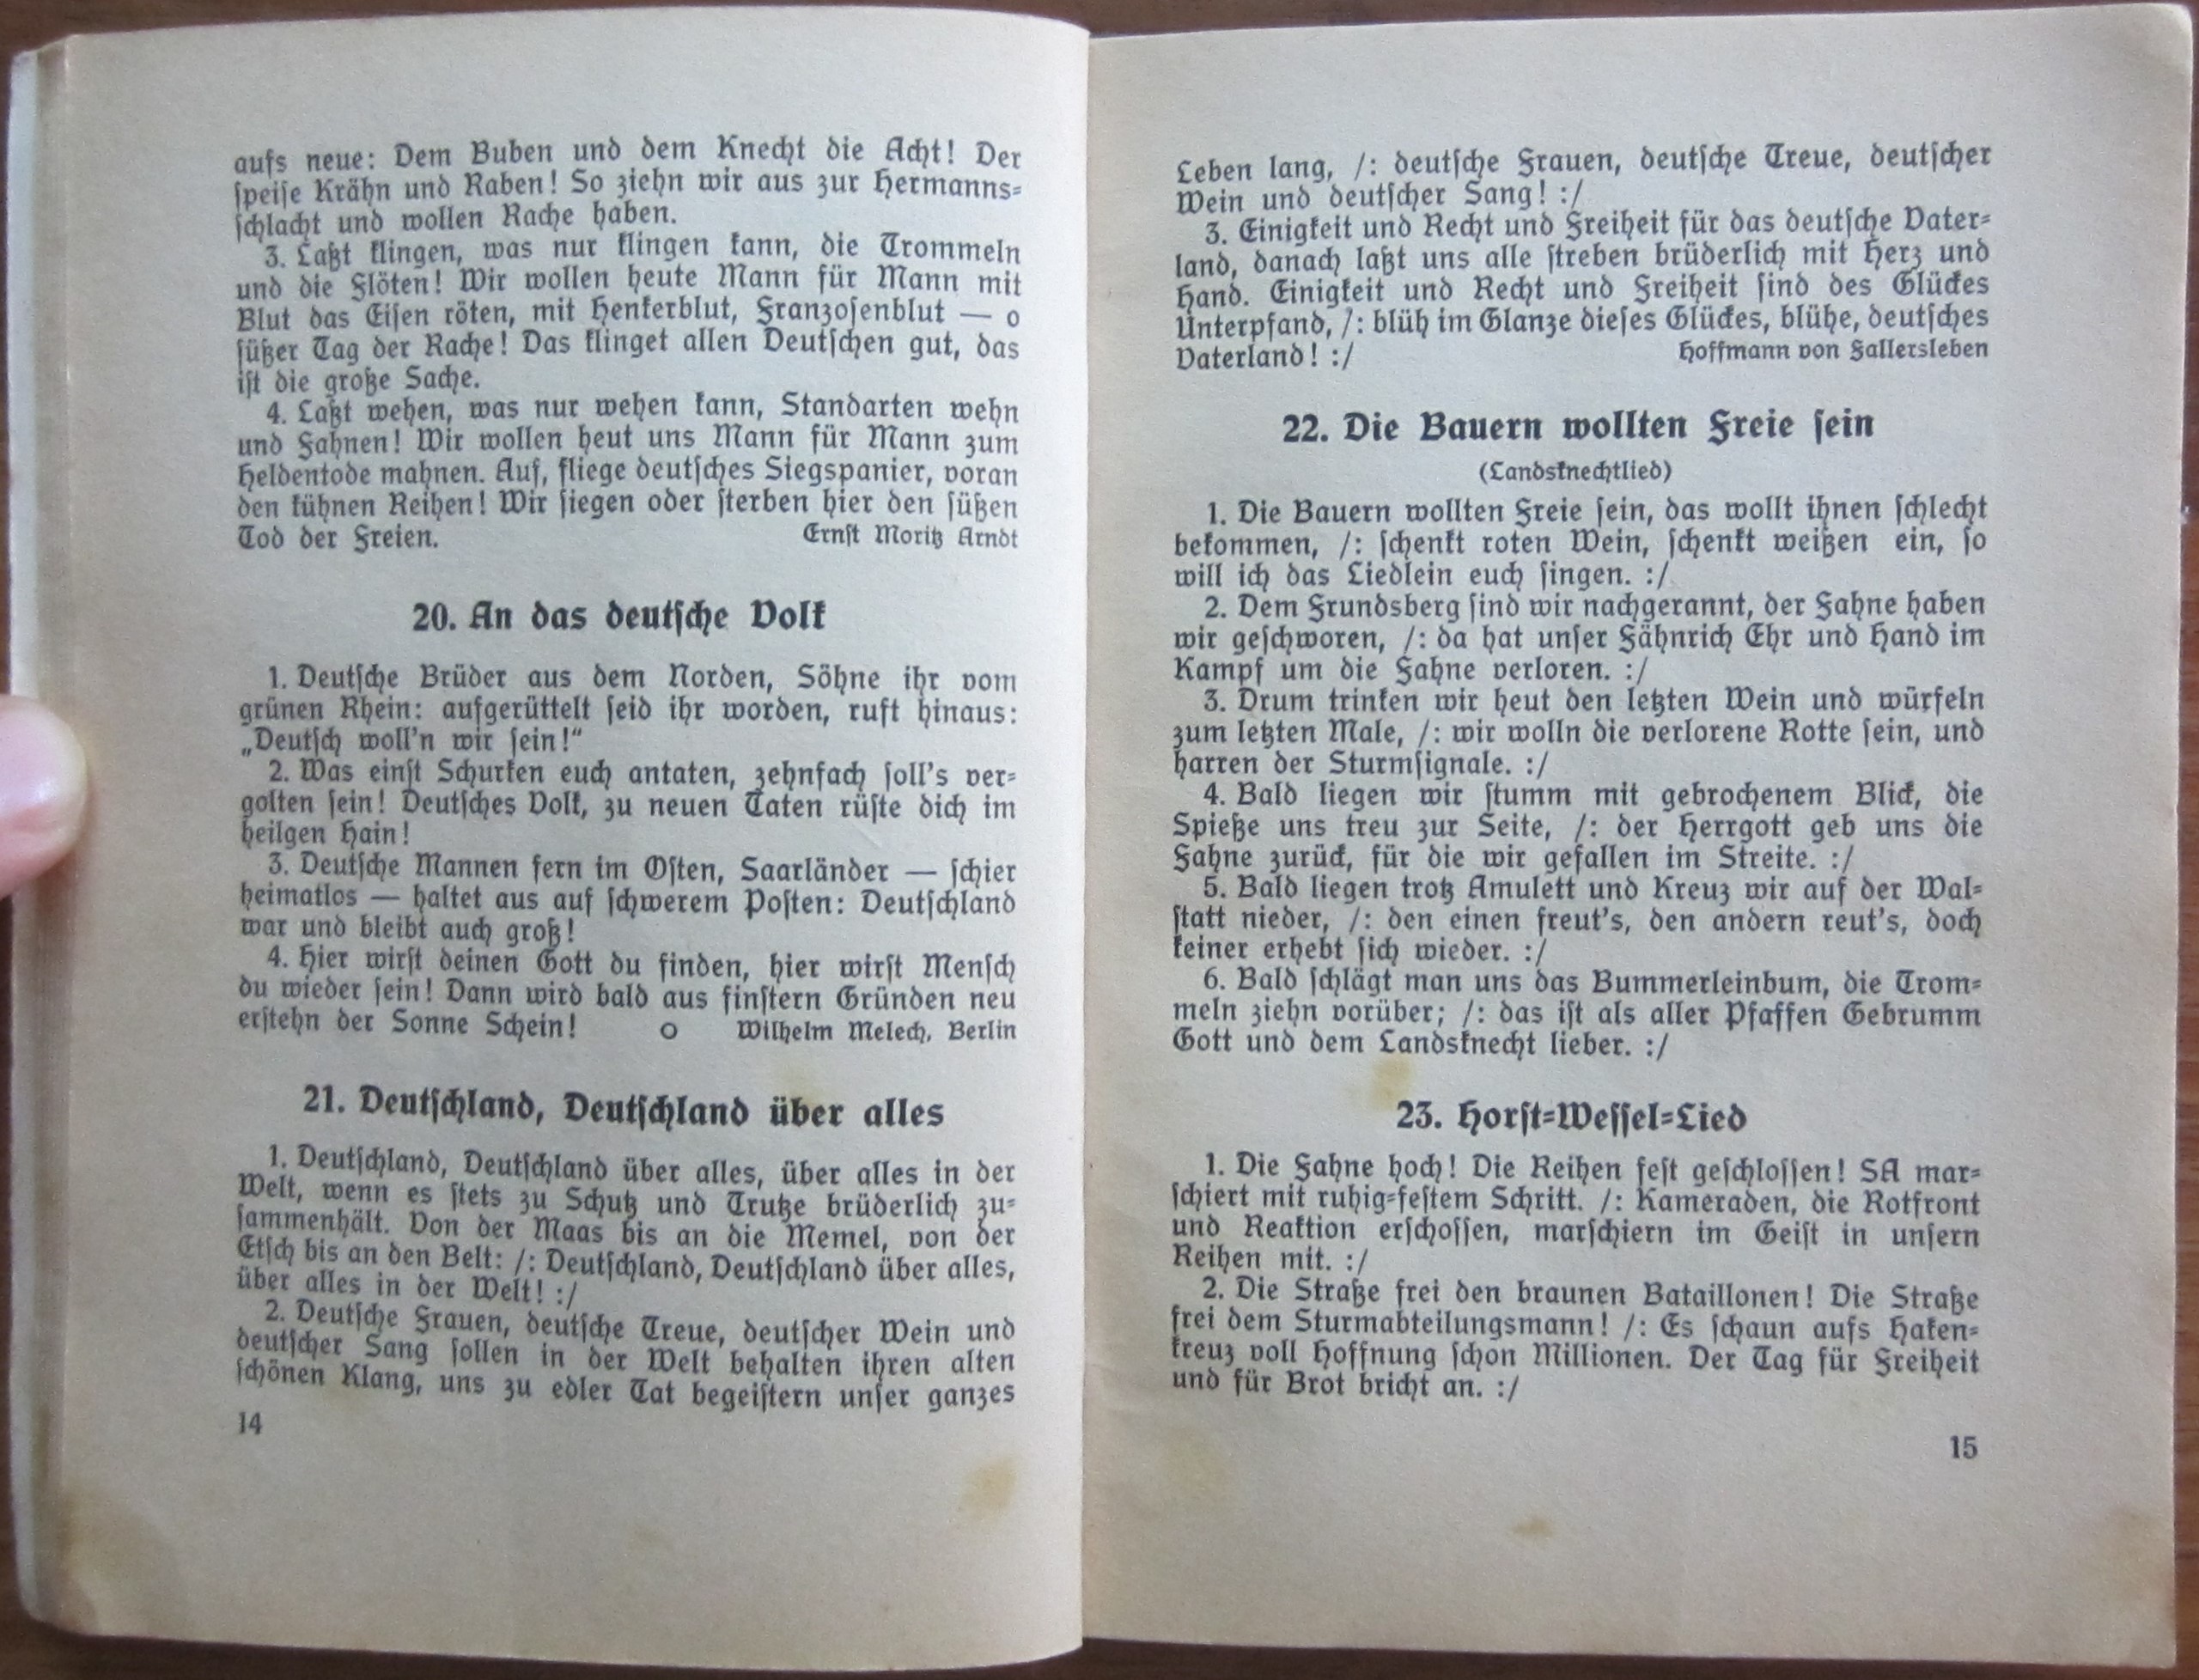 aufs neue: Dem Buben und dem Knecht die Acht! Der
ſpeiſe Krähn und Raben! So ziehn wir aus zur Hermanns=
ſchlacht und wollen Rache haben.
3. Laßt klingen, was nur klingen kann, die Trommeln
und die Flöten! Wir wollen heute Mann für Mann mit
Blut das Eiſen röten, mit Henkerblut, Franzoſenblut — o
ſüßer Tag der Rache! Das klinget allen Deutſchen gut, das
iſt die große Sache.
4. Laßt wehen, was nur wehen kann, Standarten wehn
und Fahnen! Wir wollen heut uns Mann für Mann zum
Heldentode mahnen. Auf, fliege deutſches Siegspanier, voran
den kühnen Reihen! Wir ſiegen oder ſterben hier den ſüßen
Tod der Freien. Ernſt Moritz Arndt
20. An das deutſche Volk
1. Deutſche Brüder aus dem Norden, Söhne ihr vom
grünen Rhein: aufgerüttelt ſeid ihr worden, ruft hinaus:
„Deutſch woll'n wir ſein!“
2. Was einſt Schurken euch antaten, zehnfach ſoll's ver=
golten ſein! Deutſches Volk, zu neuen Taten rüſte dich im
heilgen Hain!
3. Deutſche Mannen fern im Oſten, Saarländer — ſchier
heimatlos — haltet aus auf ſchwerem Poſten: Deutſchland
war und bleibt auch groß!
4. Hier wirſt deinen Gott du finden, hier wirſt Menſch
du wieder ſein! Dann wird bald aus finſtern Gründen neu
erſtehn der Sonne Schein! o Wilhelm Melech, Berlin
21. Deutſchland, Deutſchland über alles
1. Deutſchland, Deutſchland über alles, über alles in der
Welt, wenn es ſtets zu Schutz und Trutze brüderlich zu=
ſammenhält. Von der Maas bis an die Memel, von der
Etſch bis an den Belt: /: Deutſchland, Deutſchland über alles,
über alles in der Welt! :/
2. Deutſche Frauen, deutſche Treue, deutſcher Wein und
deutſcher Sang ſollen in der Welt behalten ihren alten
ſchönen Klang, uns zu edler Tat begeiſtern unſer ganzes
14
Leben lang, /: deutſche Frauen, deutſche Treue, deutſcher
Wein und deutſcher Sang! :/
3. Einigkeit und Recht und Freiheit für das deutſche Vater=
land, danach laßt uns alle ſtreben brüderlich mit Herz und
Hand. Einigkeit und Recht und Freiheit ſind des Glückes
Unterpfand, /: blüh im Glanze dieſes Glückes, blühe, deutſches
Vaterland! :/ Hoffmann von Fallersleben
22. Die Bauern wollten Freie ſein
(Landsknechtlied)
1. Die Bauern wollten Freie ſein, das wollt ihnen ſchlecht
bekommen, /: ſchenkt roten Wein, ſchenkt weißen ein, ſo
will ich das Liedlein euch ſingen. :/
2. Dem Frundsberg ſind wir nachgerannt, der Fahne haben
wir geſchworen, /: da hat unſer Fähnrich Ehr und Hand im
Kampf um die Fahne verloren. :/
3. Drum trinken wir heut den letzten Wein und würfeln
zum letzten Male, /: wir wolln die verlorene Rotte ſein, und
harren der Sturmſignale. :/
4. Bald liegen wir ſtumm mit gebrochenem Blick, die
Spieße uns treu zur Seite, /: der Herrgott geb uns die
Fahne zurück, für die wir gefallen im Streite. :/
5. Bald liegen trotz Amulett und Kreuz wir auf der Wal=
ſtatt nieder, /: den einen freut's, den andern reut's, doch
keiner erhebt ſich wieder. :/
6. Bald ſchlägt man uns das Bummerleinbum, die Trom=
meln ziehn vorüber; /: das iſt als aller Pfaffen Gebrumm
Gott und dem Landsknecht lieber. :/
23. Horſt=Weſſel=Lied
1. Die Fahne hoch! Die Reihen feſt geſchloſſen! SA mar=
ſchiert mit ruhig=feſtem Schritt. /: Kameraden, die Rotfront
und Reaktion erſchoſſen, marſchiern im Geiſt in unſern
Reihen mit. :/
2. Die Straße frei den braunen Bataillonen! Die Straße
frei dem Sturmabteilungsmann! /: Es ſchaun aufs Haken=
kreuz voll Hoffnung ſchon Millionen. Der Tag für Freiheit
und für Brot bricht an. :/
15